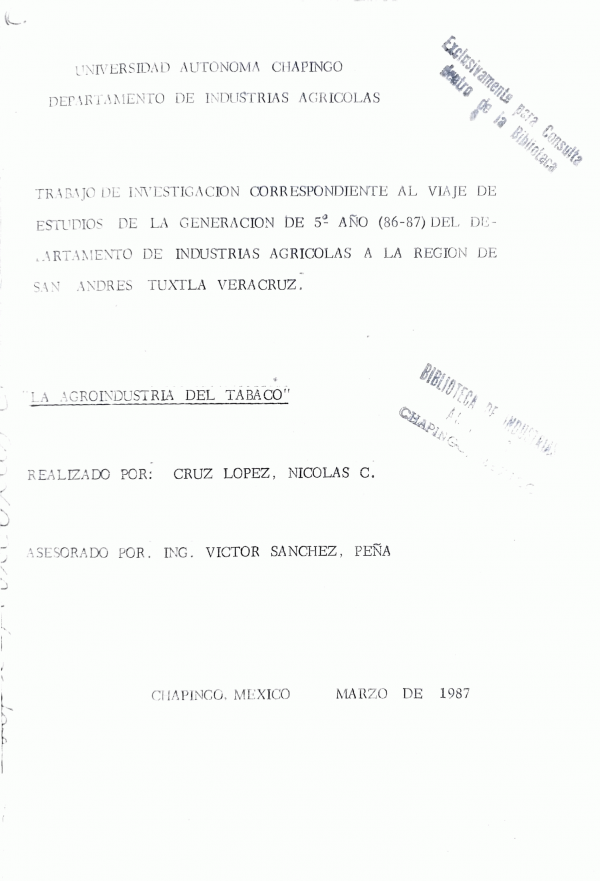 UNIVERSIDAD AUTONOMA CHAPINGO
DEPARTAMENTO DE INDUSTRIAS AGRICOLAS
Exclusivamente para Consulta
dentro de la Biblioteca
TRABAJO DE INVESTIGACION CORRESPONDIENTE AL VIAJE DE
ESTUDIOS DE LA GENERACION DE 5º AÑO (86-87) DEL DE-
.ARTAMENTO DE INDUSTRIAS AGRICOLAS A LA REGION DE
SAN ANDRES TUXTLA VERACRUZ.
"LA AGROINDUSTRIA DEL TABACO"
BIBLIOTECA DE INDUSTRIAS
CHAPINGO
REALIZADO POR: CRUZ LOPEZ, NICOLAS C.
ASESORADO POR. ING. VICTOR SANCHEZ, PEÑA
CHAPINGO. MEXICO MARZO DE 1987